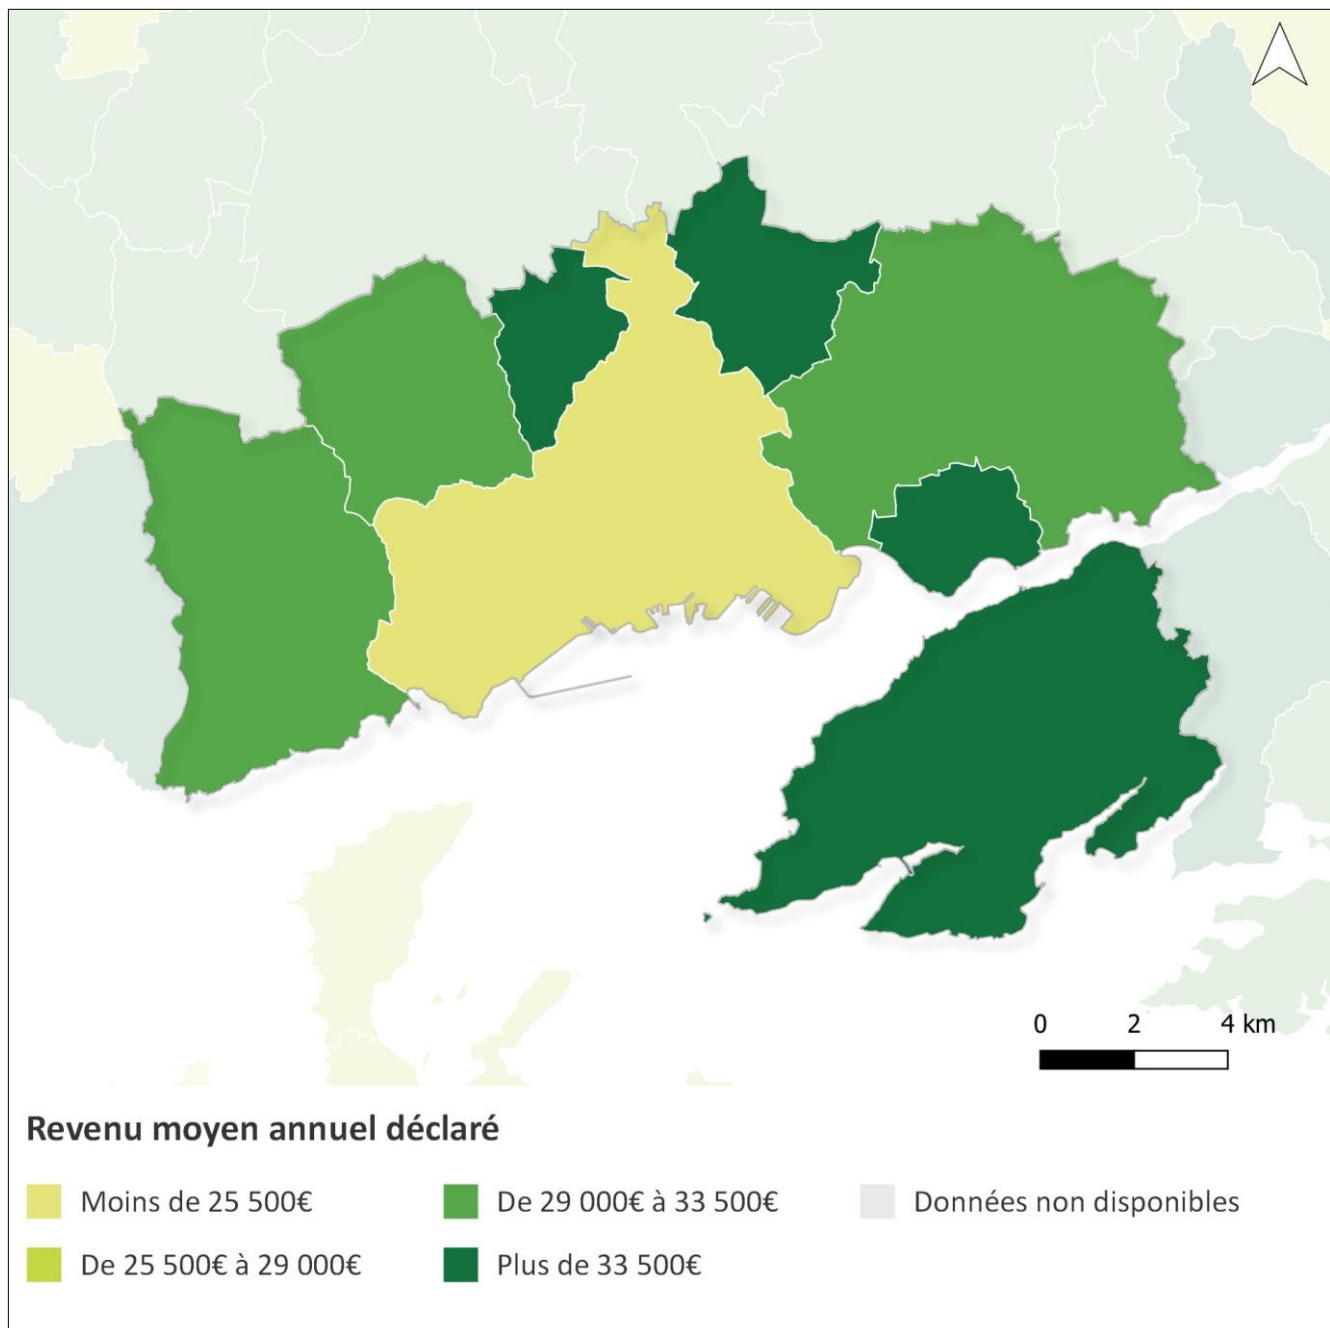 0 2 4 km
Revenu moyen annuel déclaré
Moins de 25 500€
De 25 500€ à 29 000€
De 29 000€ à 33 500€
Plus de 33 500€
Données non disponibles